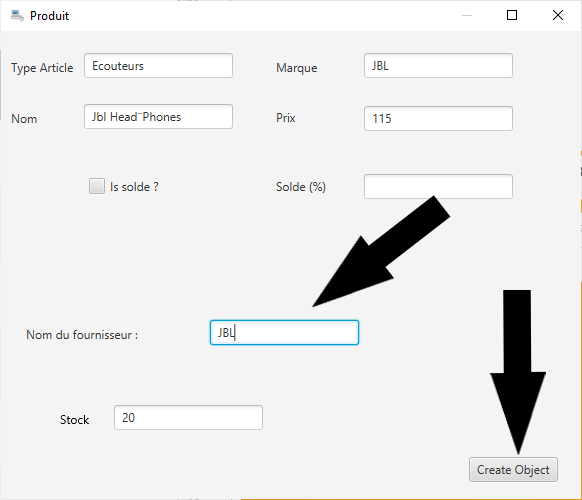 Produit
Type Article Ecouteurs Marque JBL
Nom Jbl Head¨Phones Prix 115
Is solde ? Solde (%)
Nom du fournisseur : JBL
Stock 20
Create Object